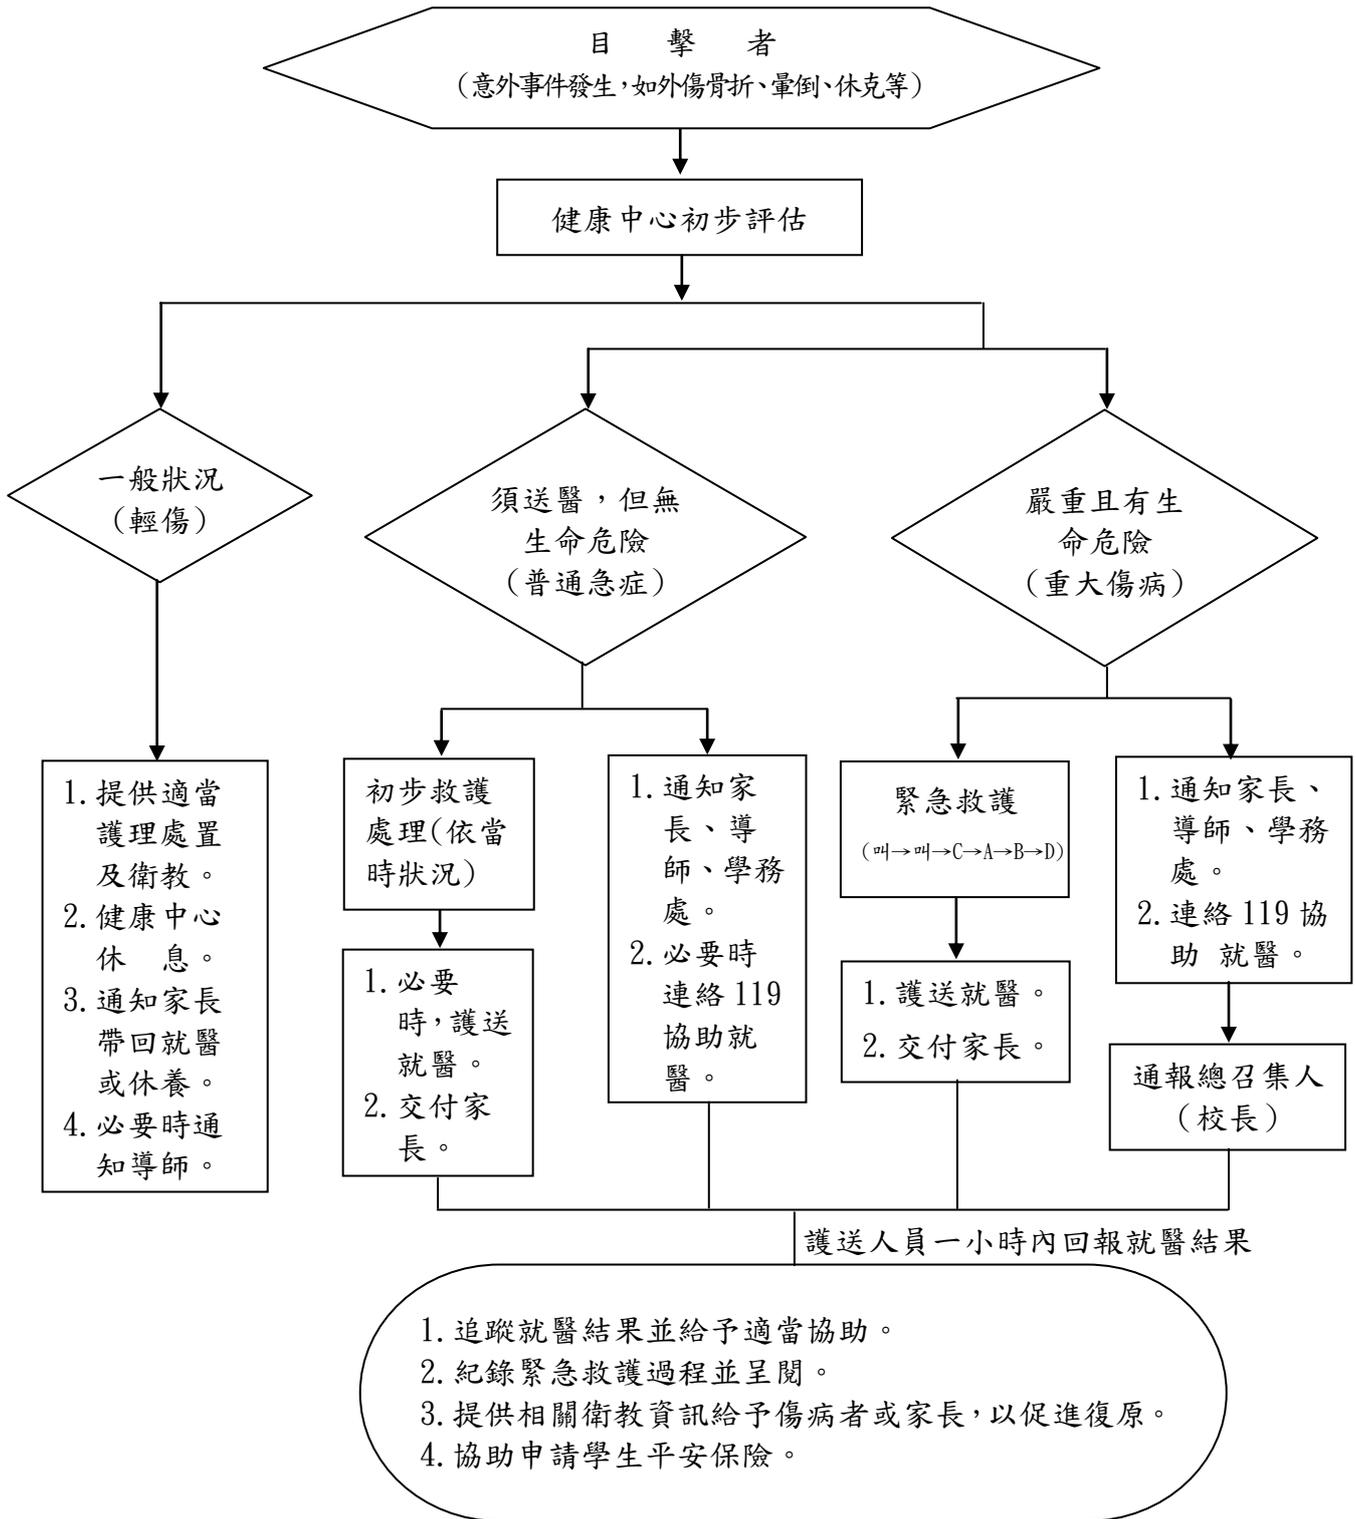 目 擊 者
（意外事件發生，如外傷骨折、暈倒、休克等）
健康中心初步評估
一般狀況
（輕傷）
須送醫，但無
生命危險
（普通急症）
嚴重且有生
命危險
（重大傷病）
1.提供適當
護理處置
及衛教。
2.健康中心
休 息。
3.通知家長
帶回就醫
或休養。
4.必要時通
知導師。
初步救護
處理(依當
時狀況)
1.必要
時，護送
就醫。
2.交付家
長。
1.通知家
長、導
師、學務
處。
2.必要時
連絡119
協助就
醫。
緊急救護
(叫→叫→C→A→B→D)
1.護送就醫。
2.交付家長。
1.通知家長、
導師、學務
處。
2.連絡119協
助 就醫。
通報總召集人
（校長）
護送人員一小時內回報就醫結果
1.追蹤就醫結果並給予適當協助。
2.紀錄緊急救護過程並呈閱。
3.提供相關衛教資訊給予傷病者或家長，以促進復原。
4.協助申請學生平安保險。